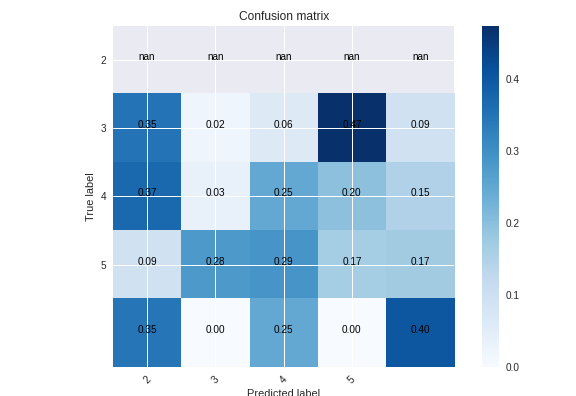 Confusion matrix
2 nan nan nan nan nan
3 0.35 0.02 0.06 0.47 0.09
4 0.37 0.03 0.25 0.20 0.15
5 0.09 0.28 0.29 0.17 0.17
0.35 0.00 0.25 0.00 0.40
2 3 4 5
Predicted label
True label
0.4
0.3
0.2
0.1
0.0